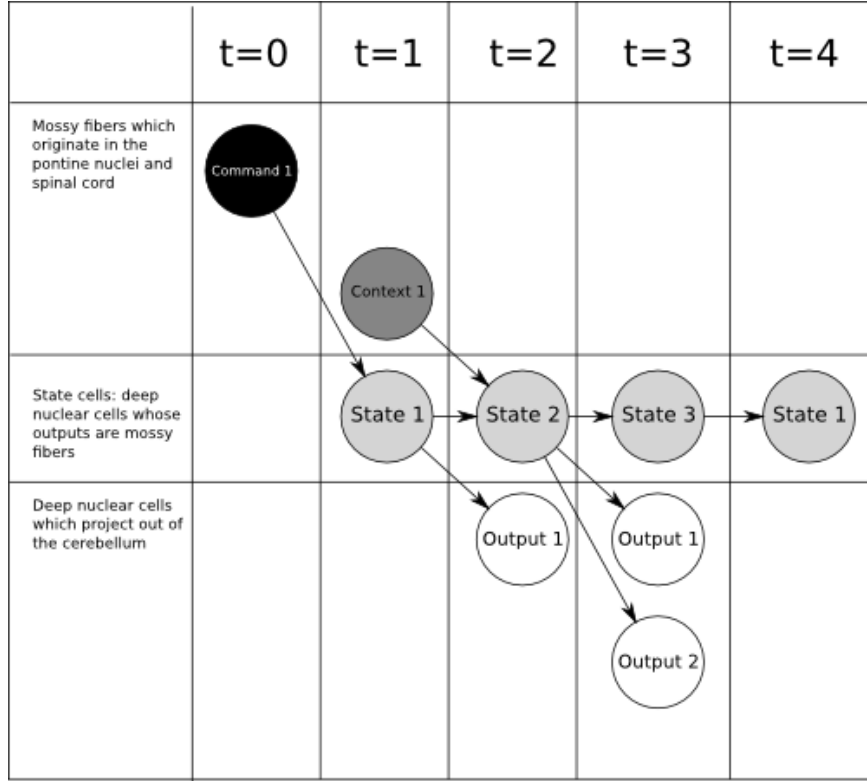 t=0 t=1 t=2 t=3 t=4
Mossy fibers which
originate in the
pontine nuclei and
spinal cord
Command 1
Context 1
State cells: deep
nuclear cells whose
outputs are mossy
fibers
State 1 State 2 State 3 State 1
Deep nuclear cells
which project out of
the cerebellum
Output 1 Output 1
Output 2